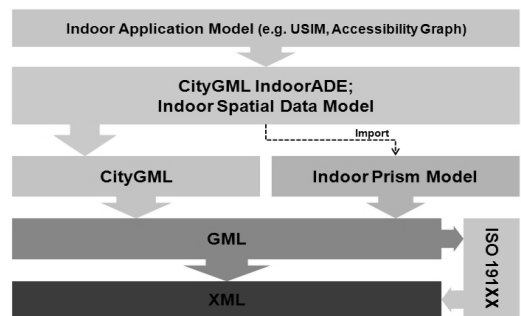 Indoor Application Model (e.g. USIM, Accessibility Graph)
CityGML IndoorADE;
Indoor Spatial Data Model
Import
CityGML
Indoor Prism Model
GML
ISO 191XX
XML